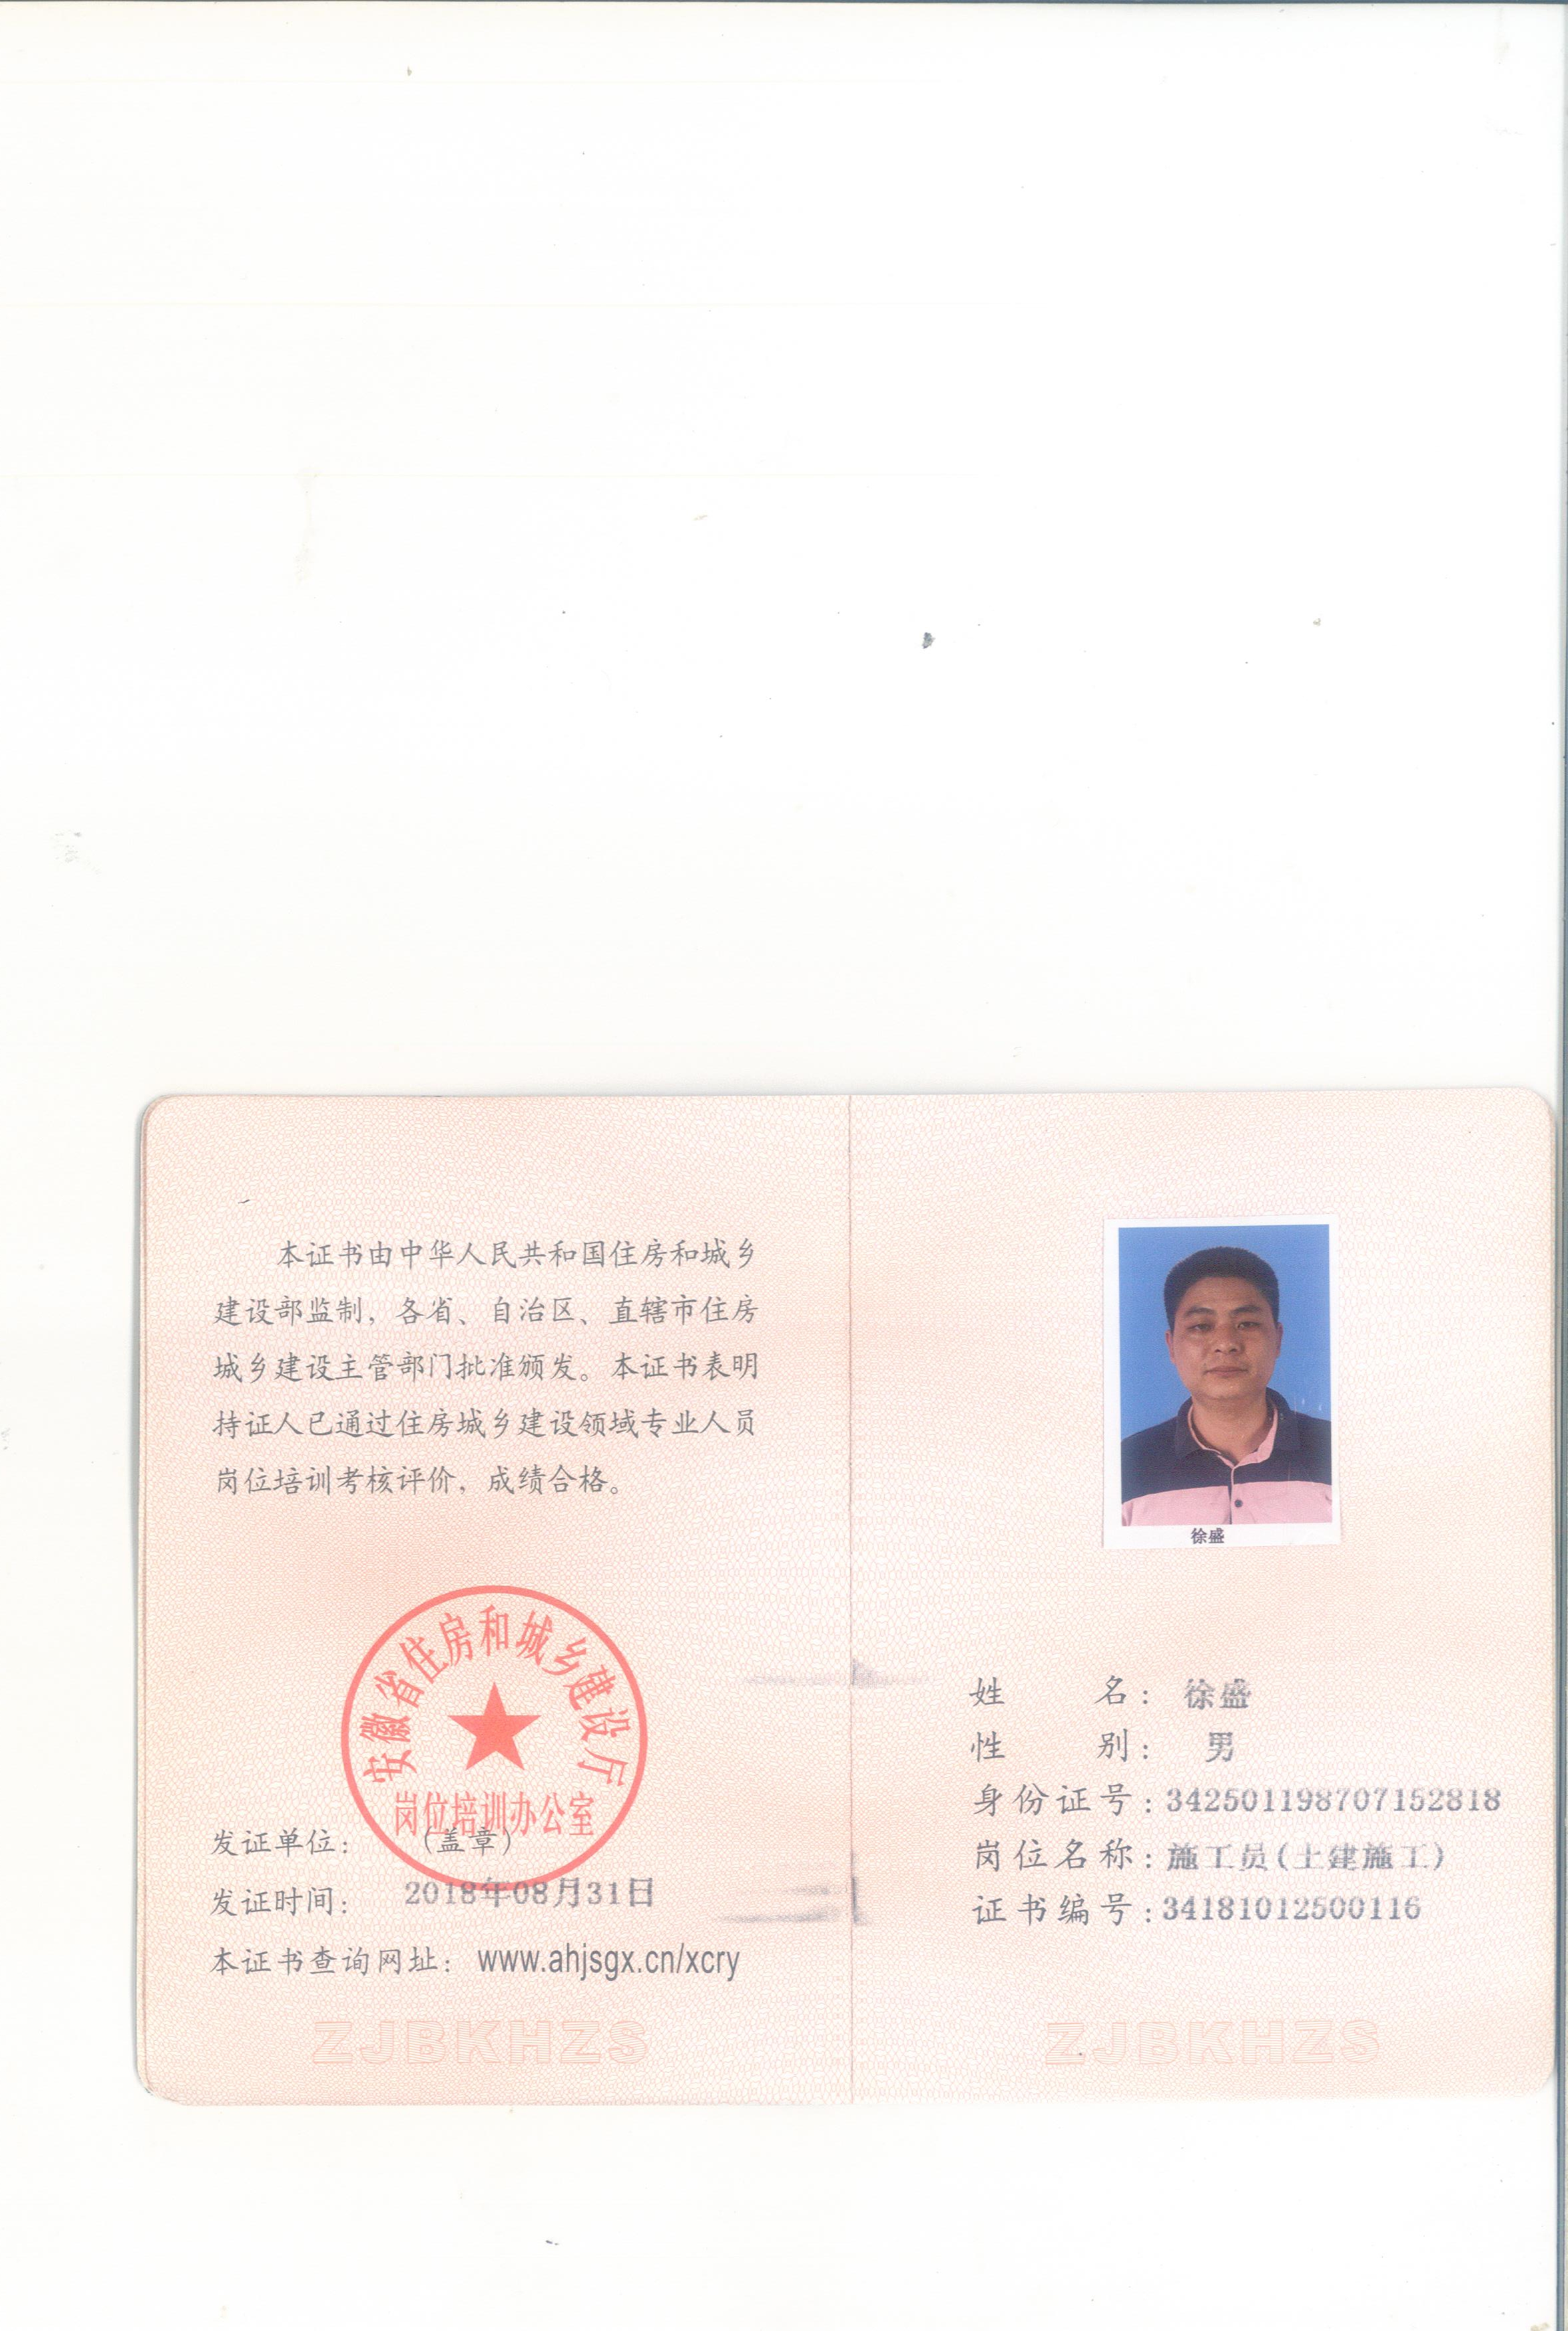 本证书由中华人民共和国住房和城乡
建设部监制，各省、自治区、直辖市住房
城乡建设主管部门批准颁发。本证书表明
持证人已通过住房城乡建设领域专业人员
岗位培训考核评价，成绩合格。
安徽省住房和城乡建设厅
岗位培训办公室
发证单位：（盖章）
发证时间：2018年08月31日
本证书查询网址：www.ahjsgx.cn/xcry
ZJBKHZS
徐盛
姓名：徐盛
性别：男
身份证号：342501198707152818
岗位名称：施工员(土建施工)
证书编号：34181012500116
ZJBKHZS